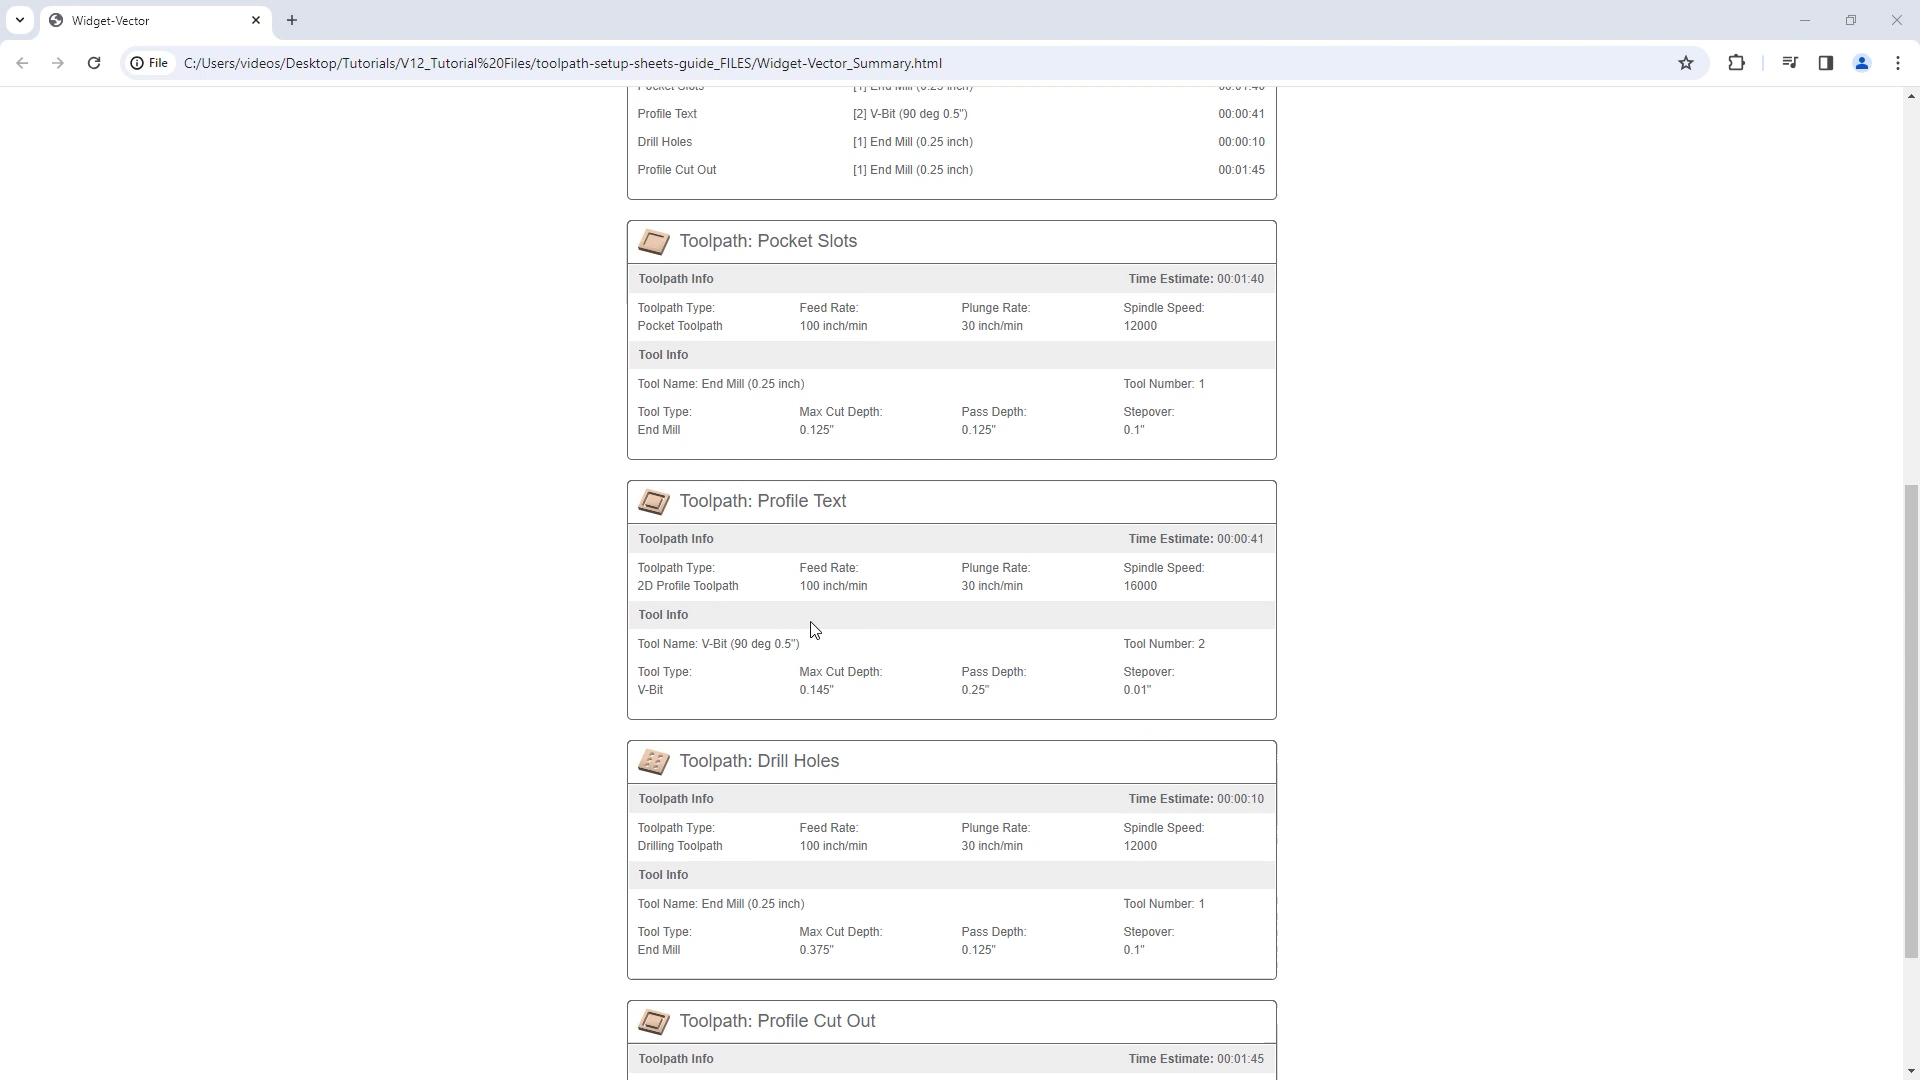 Widget-Vector
File C:/Users/videos/Desktop/Tutorials/V12_Tutorial%20Files/toolpath-setup-sheets-guide_FILES/Widget-Vector_Summary.html
Pocket Slots [1] End Mill (0.25 inch) 00:01:40
Profile Text [2] V-Bit (90 deg 0.5") 00:00:41
Drill Holes [1] End Mill (0.25 inch) 00:00:10
Profile Cut Out [1] End Mill (0.25 inch) 00:01:45
Toolpath: Pocket Slots
Toolpath Info Time Estimate: 00:01:40
Toolpath Type: Feed Rate: Plunge Rate: Spindle Speed:
Pocket Toolpath 100 inch/min 30 inch/min 12000
Tool Info
Tool Name: End Mill (0.25 inch) Tool Number: 1
Tool Type: Max Cut Depth: Pass Depth: Stepover:
End Mill 0.125" 0.125" 0.1"
Toolpath: Profile Text
Toolpath Info Time Estimate: 00:00:41
Toolpath Type: Feed Rate: Plunge Rate: Spindle Speed:
2D Profile Toolpath 100 inch/min 30 inch/min 16000
Tool Info
Tool Name: V-Bit (90 deg 0.5") Tool Number: 2
Tool Type: Max Cut Depth: Pass Depth: Stepover:
V-Bit 0.145" 0.25" 0.01"
Toolpath: Drill Holes
Toolpath Info Time Estimate: 00:00:10
Toolpath Type: Feed Rate: Plunge Rate: Spindle Speed:
Drilling Toolpath 100 inch/min 30 inch/min 12000
Tool Info
Tool Name: End Mill (0.25 inch) Tool Number: 1
Tool Type: Max Cut Depth: Pass Depth: Stepover:
End Mill 0.375" 0.125" 0.1"
Toolpath: Profile Cut Out
Toolpath Info Time Estimate: 00:01:45